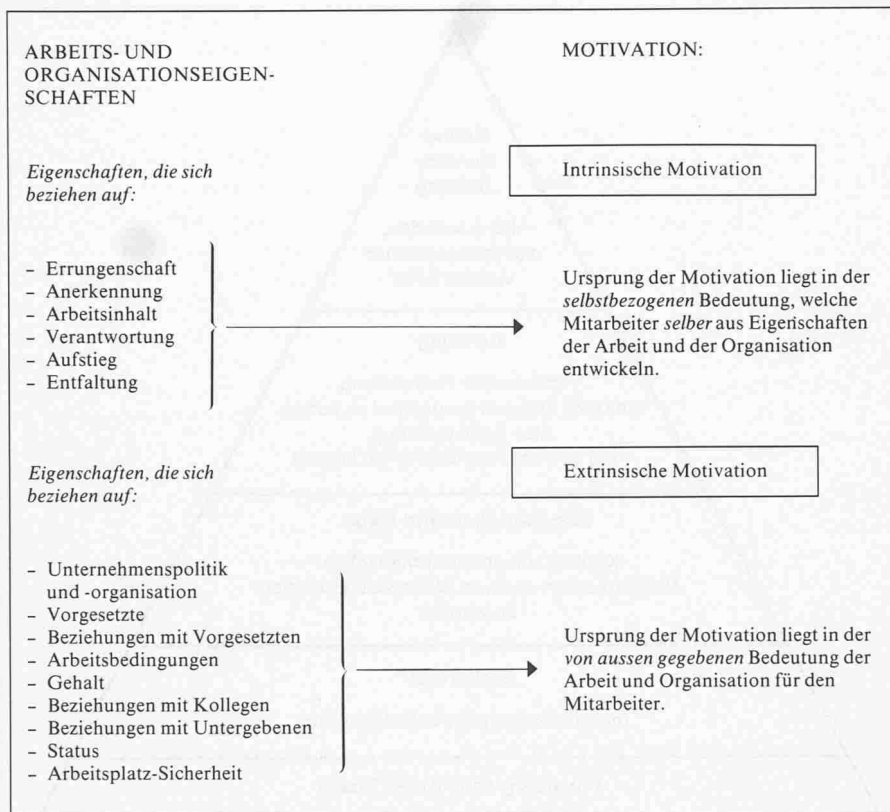 ARBEITS- UND
ORGANISATIONSEIGEN-
SCHAFTEN
MOTIVATION:
Eigenschaften, die sich
beziehen auf:
Intrinsische Motivation
– Errungenschaft
– Anerkennung
– Arbeitsinhalt
– Verantwortung
– Aufstieg
– Entfaltung
Ursprung der Motivation liegt in der
selbstbezogenen Bedeutung, welche
Mitarbeiter selber aus Eigenschaften
der Arbeit und der Organisation
entwickeln.
Eigenschaften, die sich
beziehen auf:
Extrinsische Motivation
– Unternehmenspolitik
und -organisation
– Vorgesetzte
– Beziehungen mit Vorgesetzten
– Arbeitsbedingungen
– Gehalt
– Beziehungen mit Kollegen
– Beziehungen mit Untergebenen
– Status
– Arbeitsplatz-Sicherheit
Ursprung der Motivation liegt in der
von aussen gegebenen Bedeutung der
Arbeit und Organisation für den
Mitarbeiter.